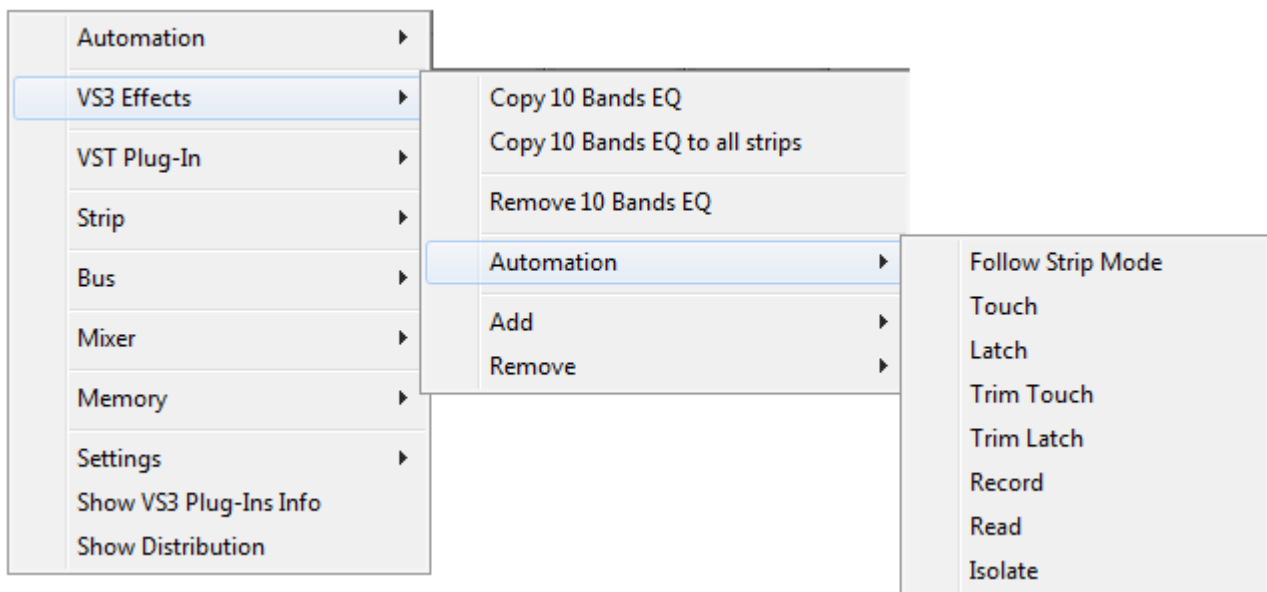 Automation
VS3 Effects
VST Plug-In
Strip
Bus
Mixer
Memory
Settings
Show VS3 Plug-Ins Info
Show Distribution
Copy 10 Bands EQ
Copy 10 Bands EQ to all strips
Remove 10 Bands EQ
Automation
Add
Remove
Follow Strip Mode
Touch
Latch
Trim Touch
Trim Latch
Record
Read
Isolate